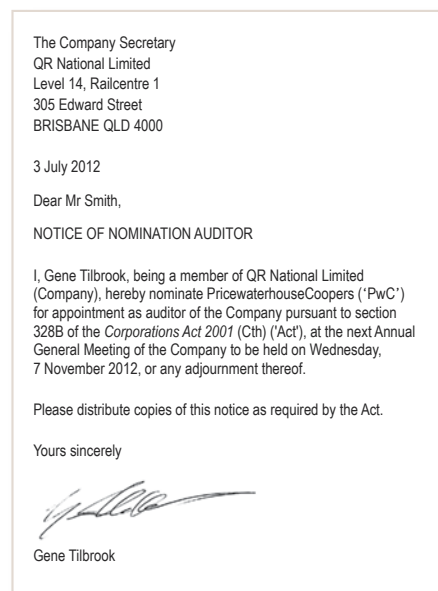 The Company Secretary
QR National Limited
Level 14, Railcentre 1
305 Edward Street
BRISBANE QLD 4000
3 July 2012
Dear Mr Smith,
NOTICE OF NOMINATION AUDITOR
I, Gene Tilbrook, being a member of QR National Limited
(Company), hereby nominate PricewaterhouseCoopers (‘PwC’)
for appointment as auditor of the Company pursuant to section
328B of the Corporations Act 2001 (Cth) ('Act'), at the next Annual
General Meeting of the Company to be held on Wednesday,
7 November 2012, or any adjournment thereof.
Please distribute copies of this notice as required by the Act.
Yours sincerely
Gene Tilbrook